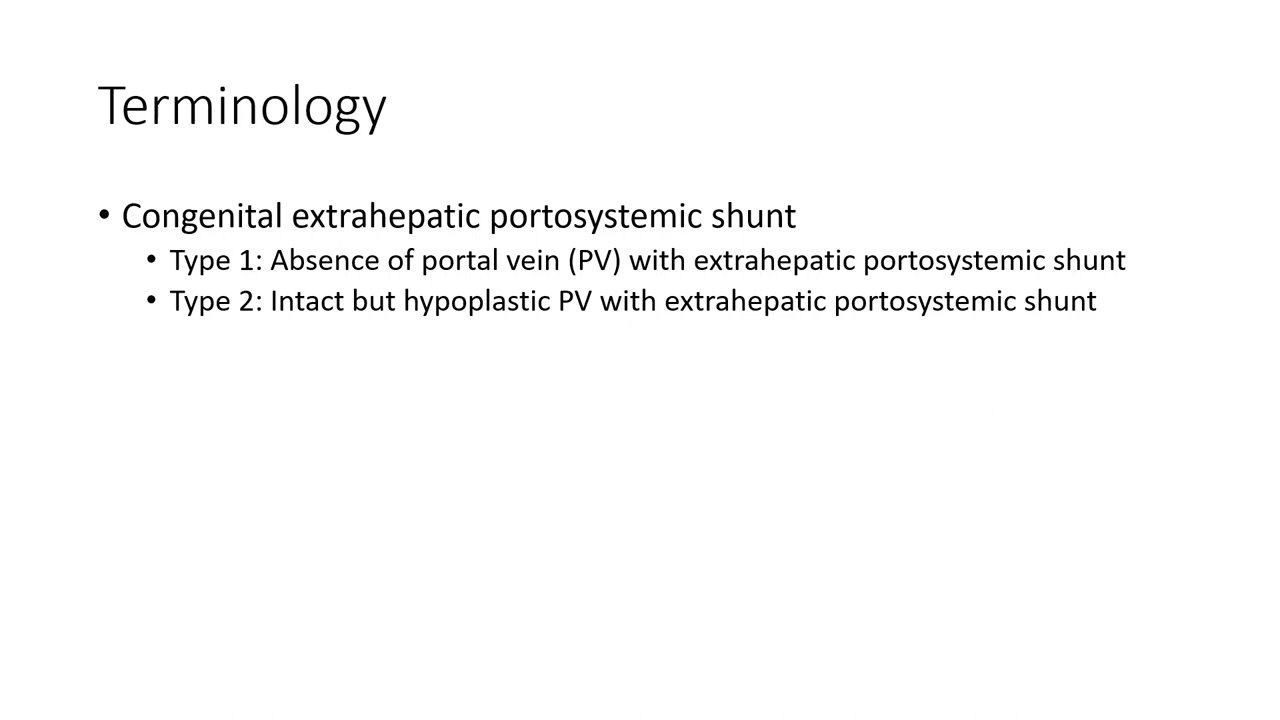 Terminology
• Congenital extrahepatic portosystemic shunt
• Type 1: Absence of portal vein (PV) with extrahepatic portosystemic shunt
• Type 2: Intact but hypoplastic PV with extrahepatic portosystemic shunt